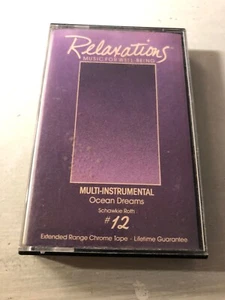 Relaxations
MUSIC FOR WELL-BEING
MULTI-INSTRUMENTAL
Ocean Dreams
Schawkie Roth
#12
Extended Range Chrome Tape - Lifetime Guarantee